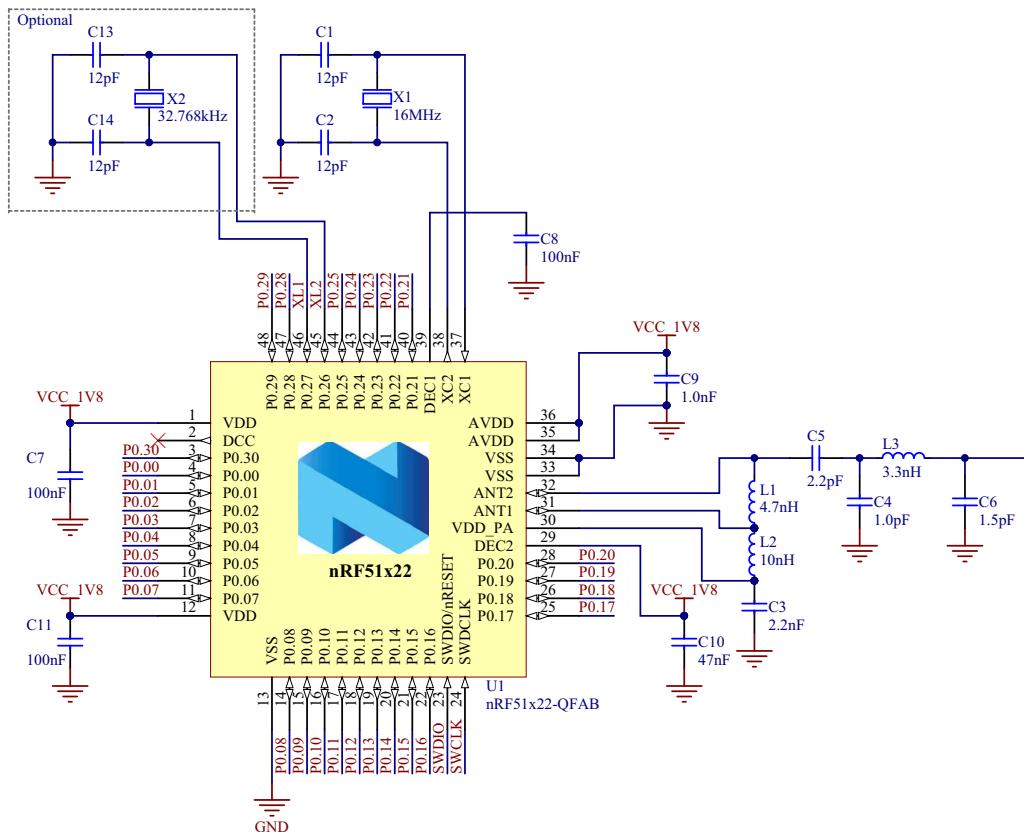 Optional
C13
12pF
X2
32.768kHz
C14
12pF
C1
12pF
X1
16MHz
C2
12pF
C8
100nF
P0.29
P0.28
XL1
XL2
P0.25
P0.24
P0.23
P0.22
P0.21
48
47
46
45
44
43
42
41
40
39
38
37
P0.29
P0.28
P0.27
P0.26
P0.25
P0.24
P0.23
P0.22
P0.21
DEC1
XC2
XC1
VCC_1V8
C7
100nF
VCC_1V8
C11
100nF
P0.30
P0.00
P0.01
P0.02
P0.03
P0.04
P0.05
P0.06
P0.07
1
2
3
4
5
6
7
8
9
10
11
12
VDD
DCC
P0.30
P0.00
P0.01
P0.02
P0.03
P0.04
P0.05
P0.06
P0.07
VDD
nRF51x22
AVDD
AVDD
VSS
VSS
ANT2
ANT1
VDD_PA
DEC2
P0.20
P0.19
P0.18
P0.17
36
35
34
33
32
31
30
29
28
27
26
25
P0.20
P0.19
P0.18
P0.17
VCC_1V8
C9
1.0nF
C5
2.2pF
L3
3.3nH
C4
1.0pF
C6
1.5pF
L1
4.7nH
L2
10nH
C3
2.2nF
VCC_1V8
C10
47nF
VSS
P0.08
P0.09
P0.10
P0.11
P0.12
P0.13
P0.14
P0.15
P0.16
SWDIO/nRESET
SWDCLK
U1
nRF51x22-QFAB
13
14
15
16
17
18
19
20
21
22
23
24
P0.08
P0.09
P0.10
P0.11
P0.12
P0.13
P0.14
P0.15
P0.16
SWDIO
SWCLK
GND